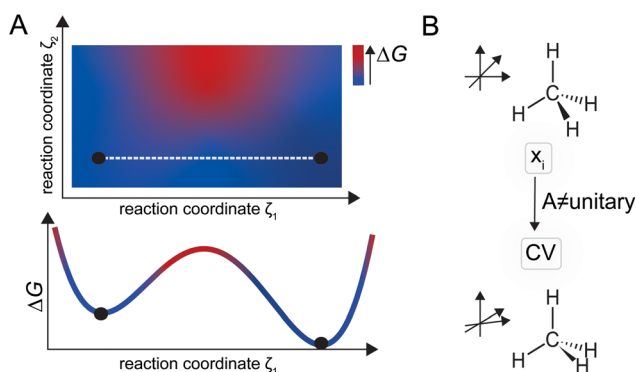 A
reaction coordinate ζ₂
ΔG
reaction coordinate ζ₁
ΔG
reaction coordinate ζ₁
B
H
C
H
H
H
xᵢ
A≠unitary
CV
H
C
H
H
H